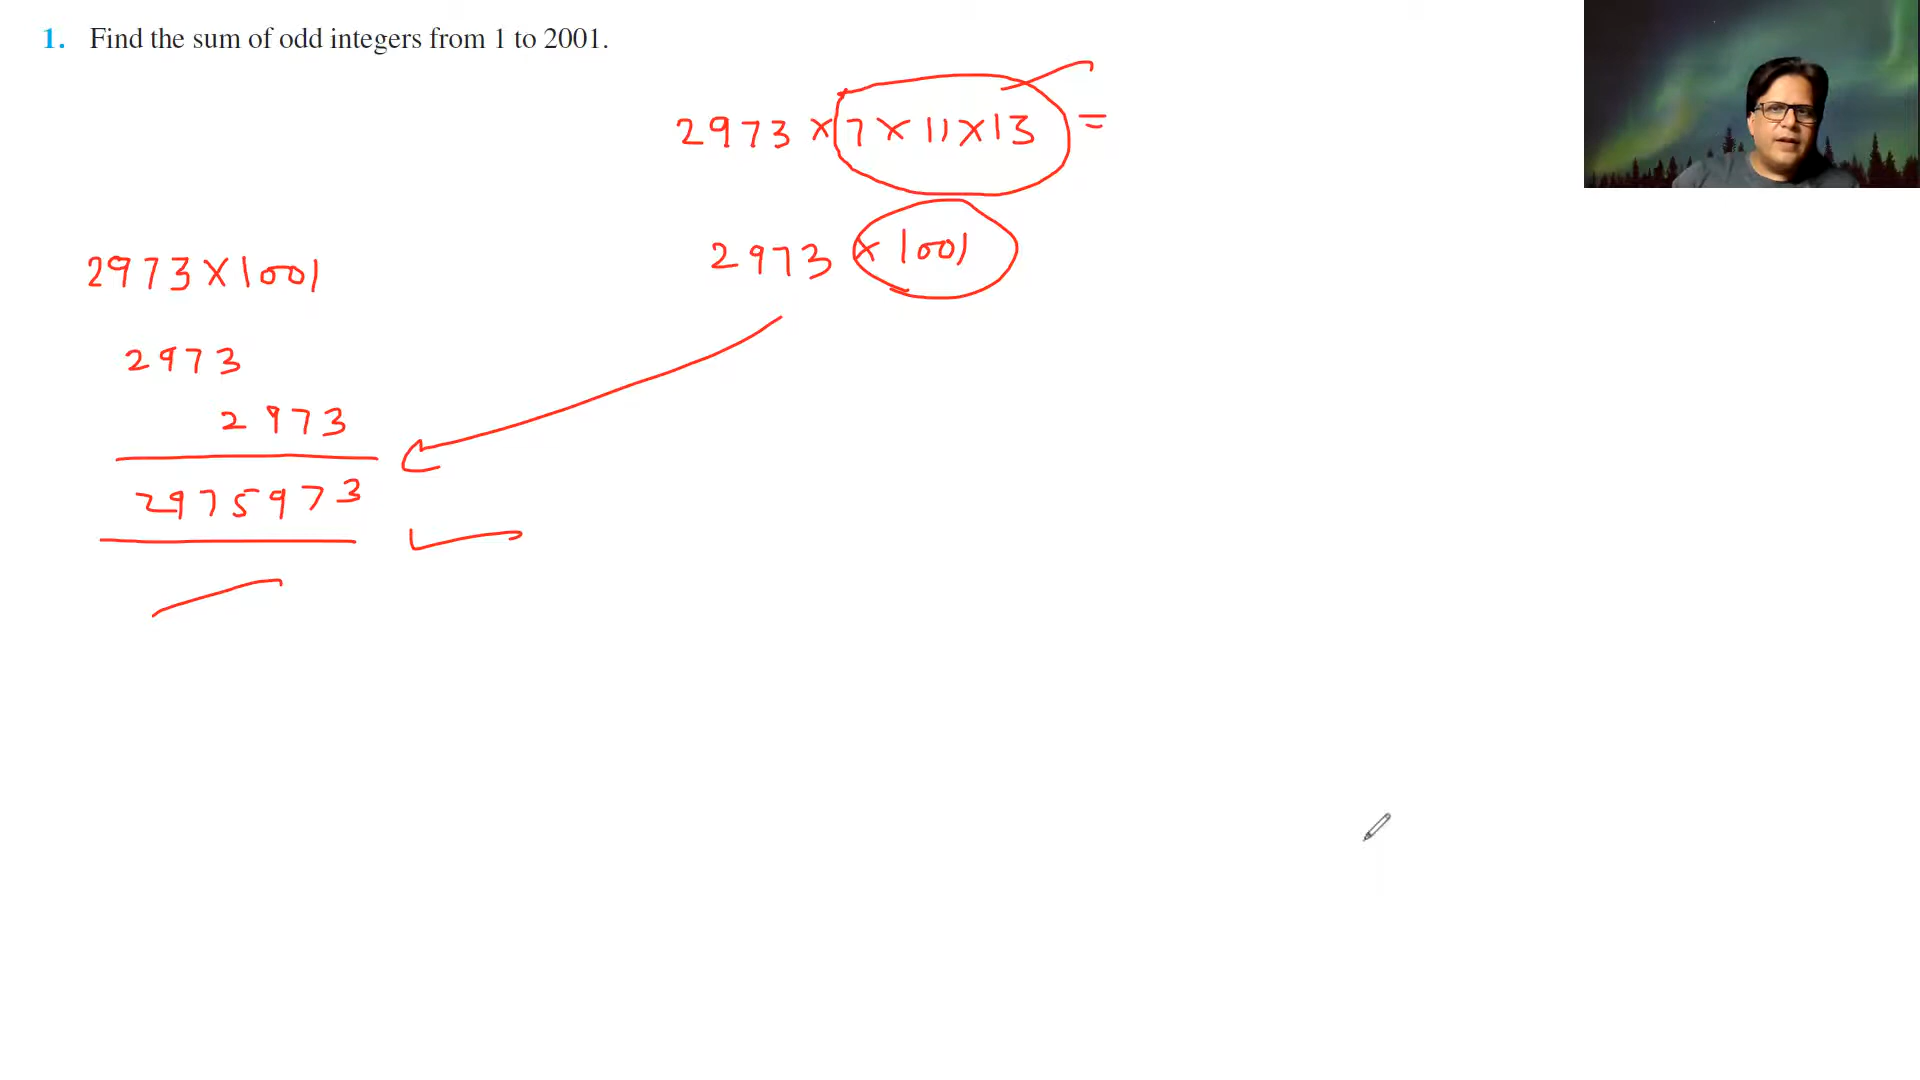 1. Find the sum of odd integers from 1 to 2001.
2973 × 7 × 11 × 13 =
2973 × 1001
2973 × 1001
2973
2973
2975973